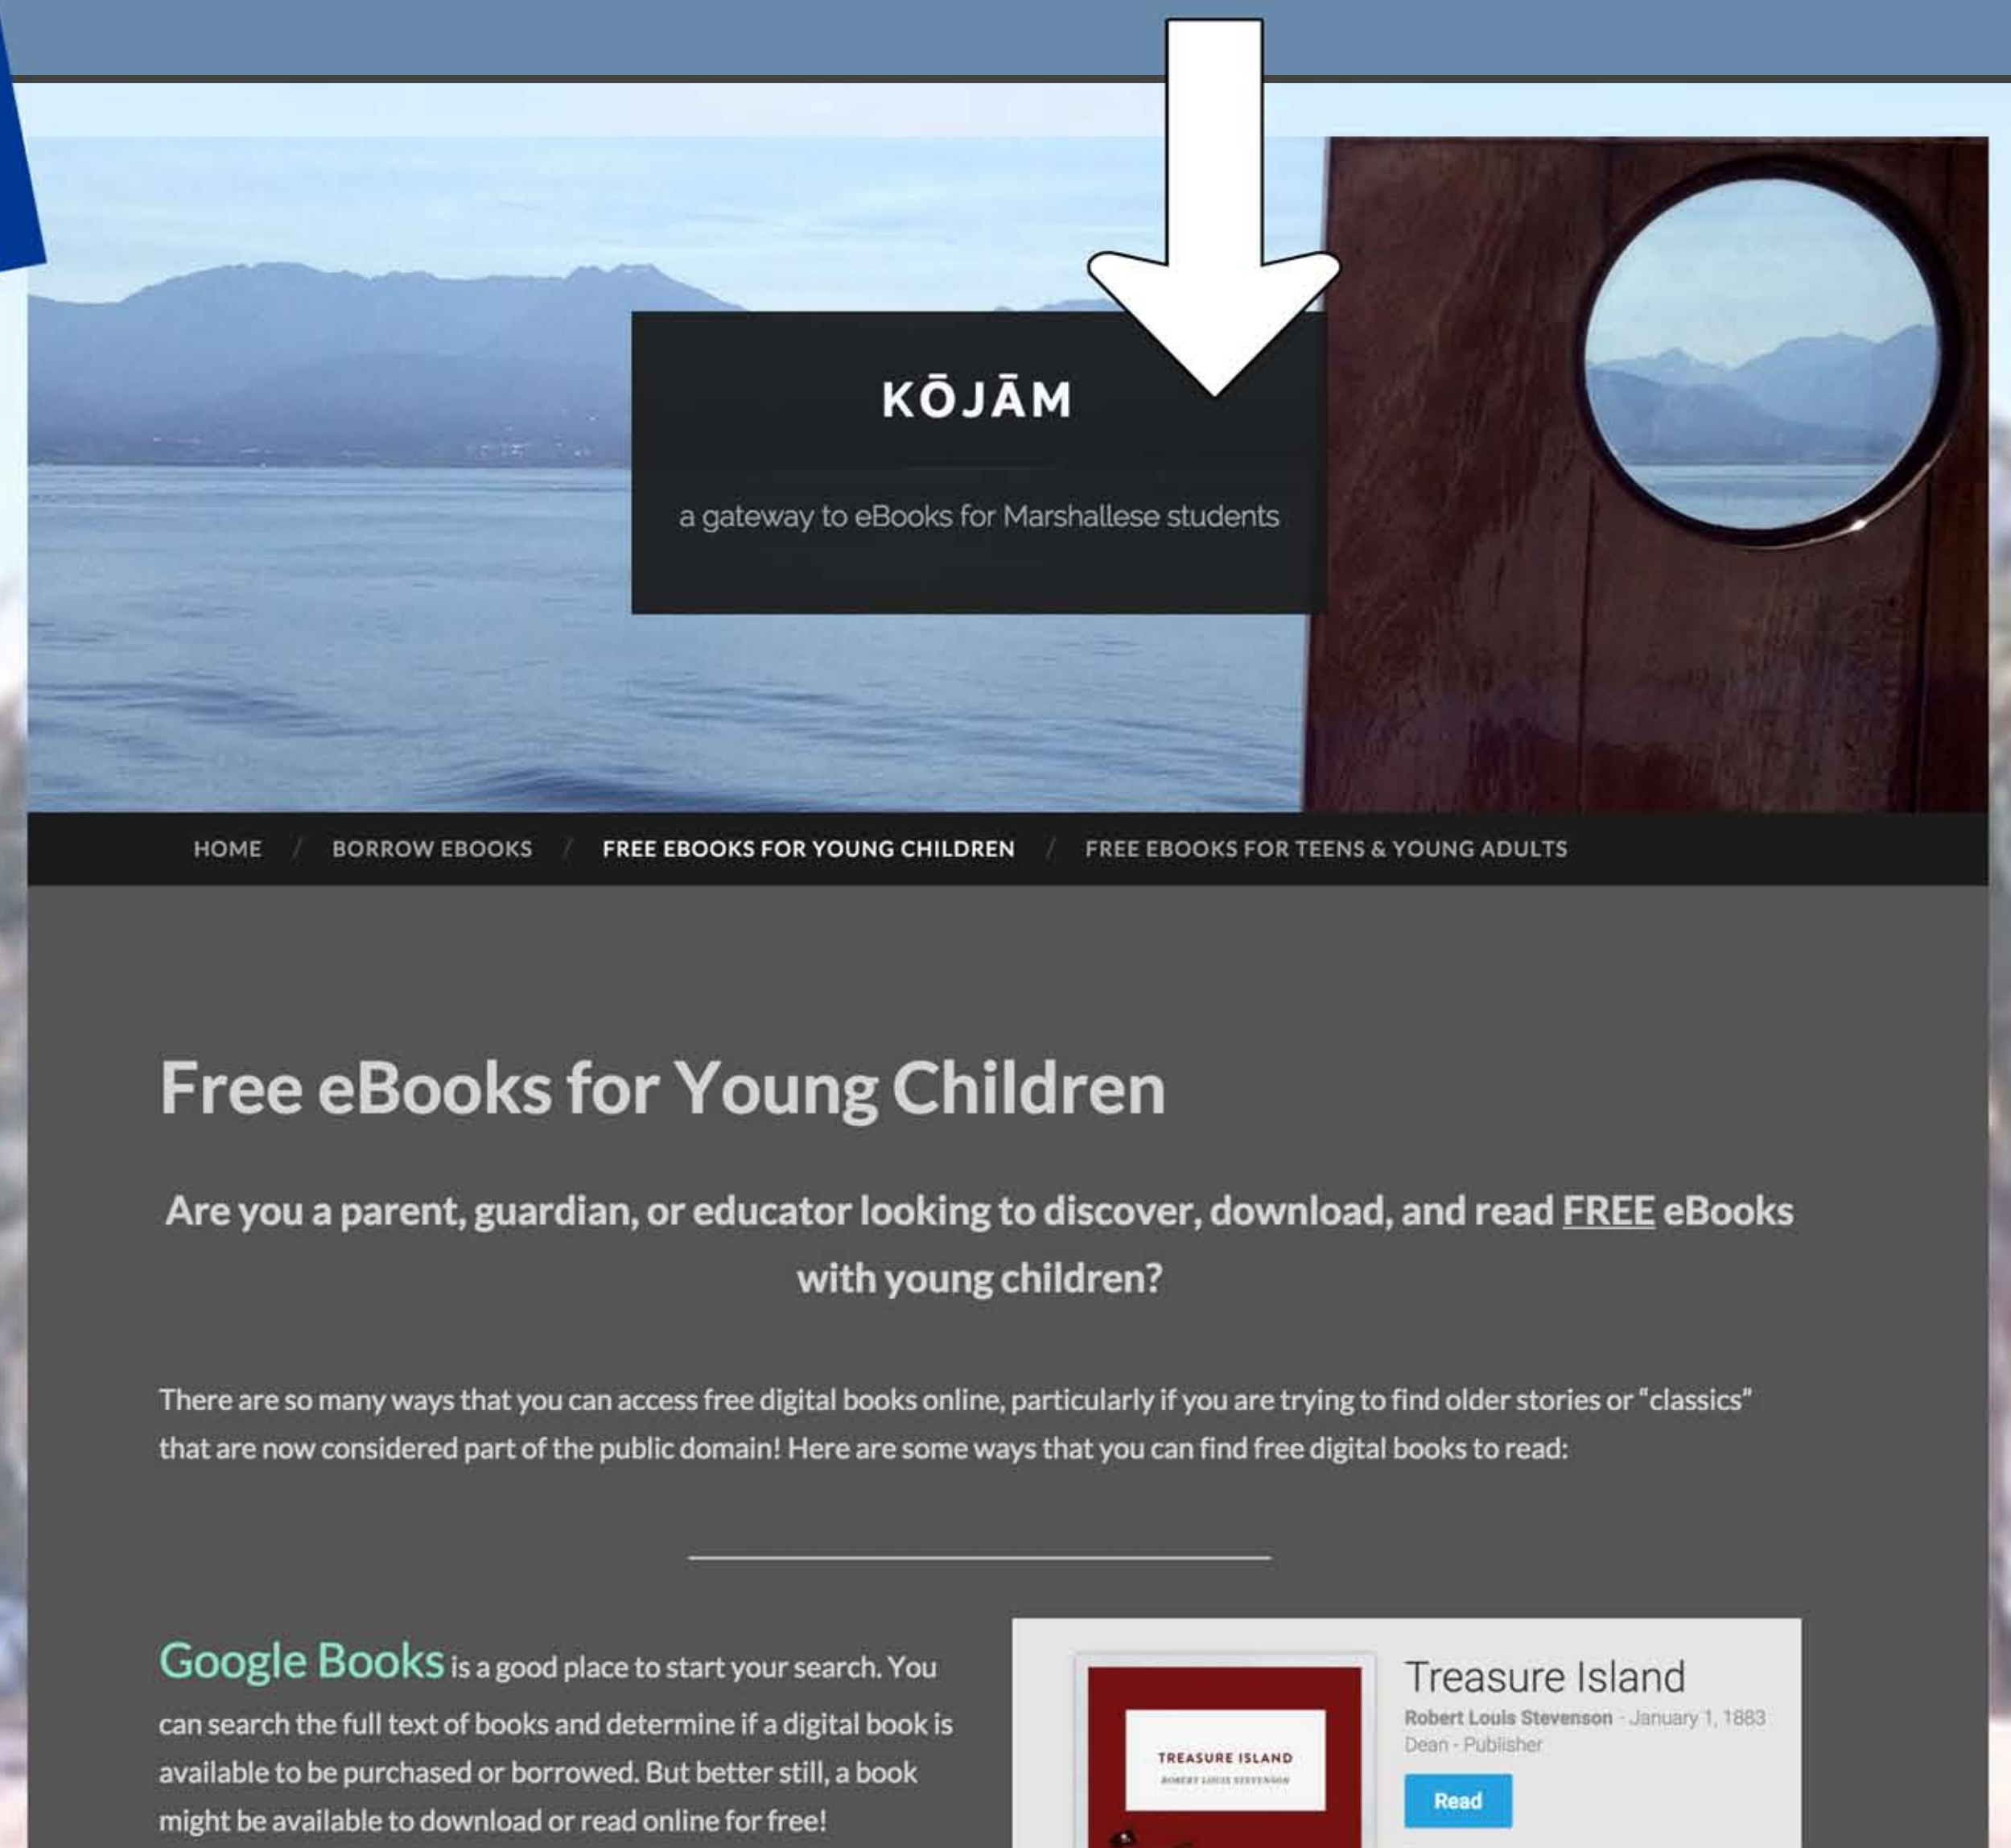 KŌJĀM
a gateway to eBooks for Marshallese students
HOME / BORROW EBOOKS / FREE EBOOKS FOR YOUNG CHILDREN / FREE EBOOKS FOR TEENS & YOUNG ADULTS
Free eBooks for Young Children
Are you a parent, guardian, or educator looking to discover, download, and read FREE eBooks
with young children?
There are so many ways that you can access free digital books online, particularly if you are trying to find older stories or “classics”
that are now considered part of the public domain! Here are some ways that you can find free digital books to read:
Google Books is a good place to start your search. You
can search the full text of books and determine if a digital book is
available to be purchased or borrowed. But better still, a book
might be available to download or read online for free!
TREASURE ISLAND
ROBERT LOUIS STEVENSON
Treasure Island
Robert Louis Stevenson - January 1, 1883
Dean - Publisher
Read